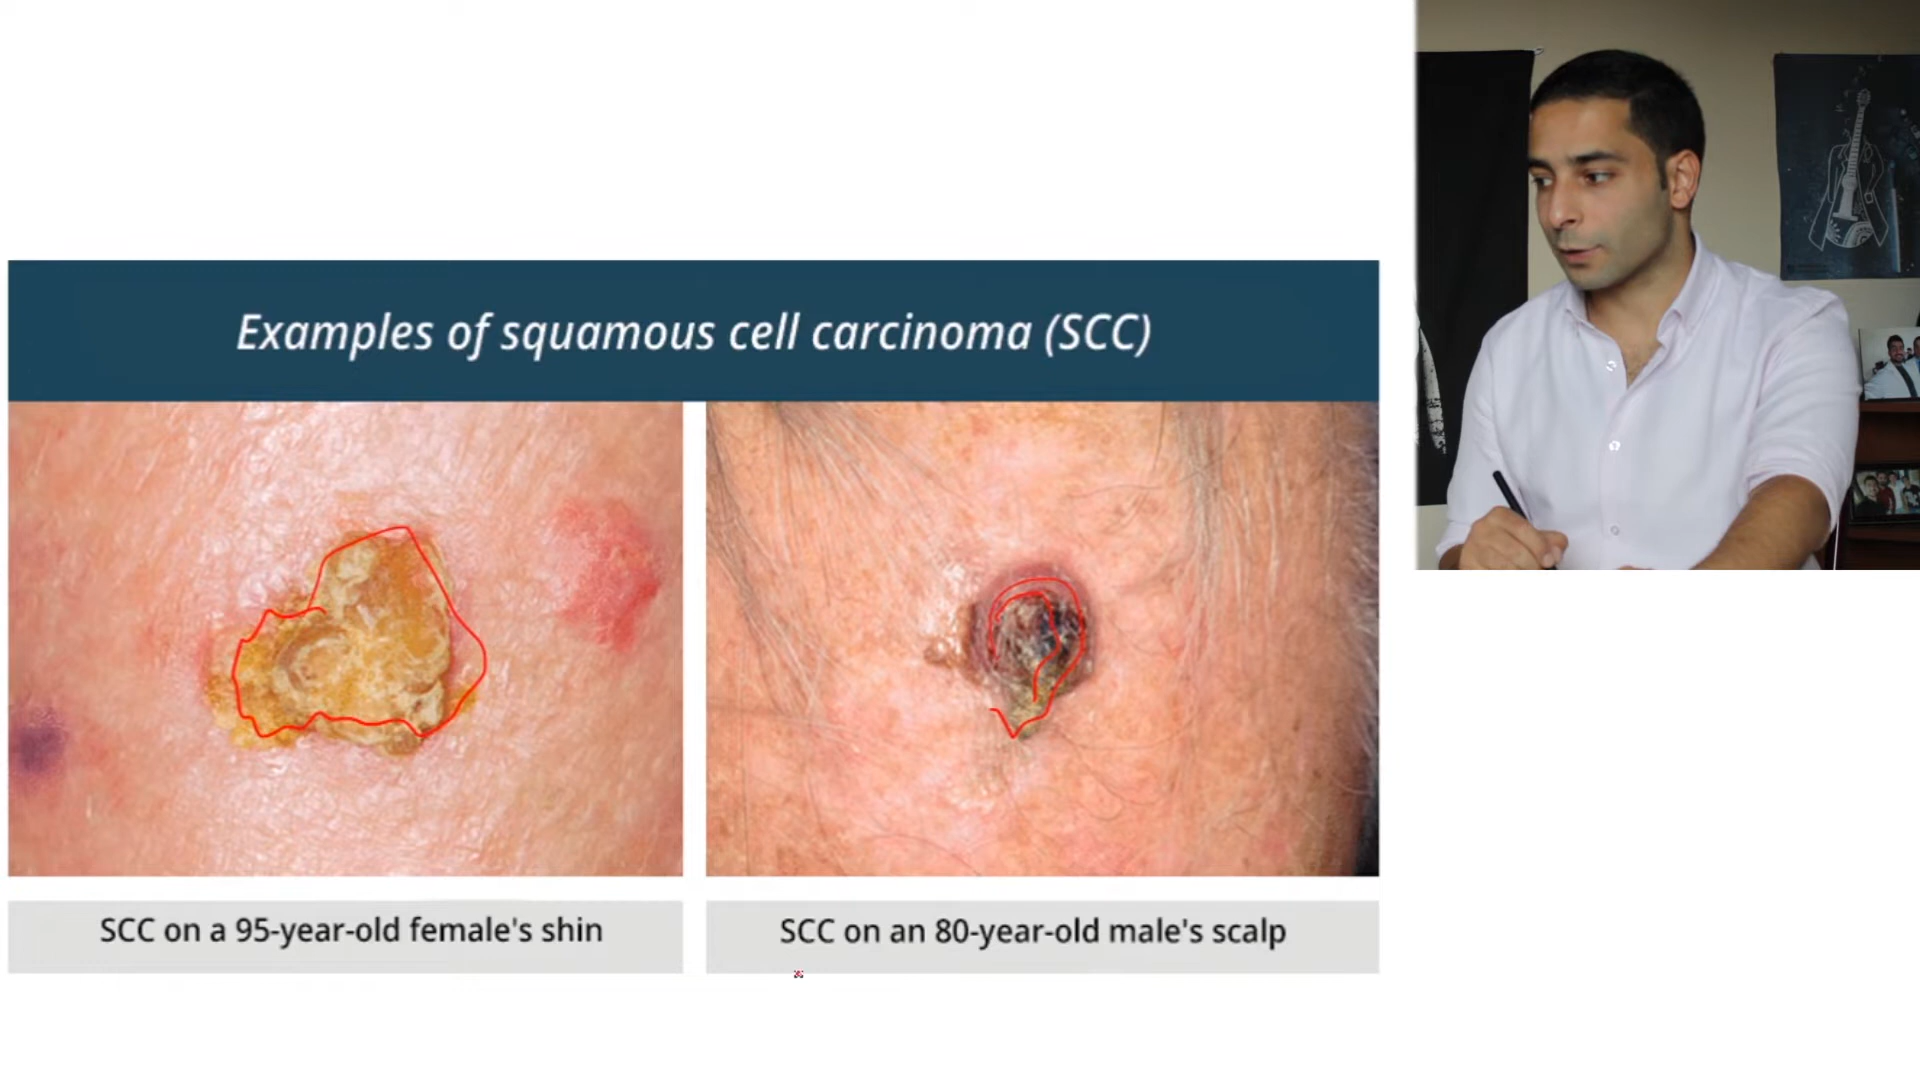 Examples of squamous cell carcinoma (SCC)
SCC on a 95-year-old female's shin
SCC on an 80-year-old male's scalp